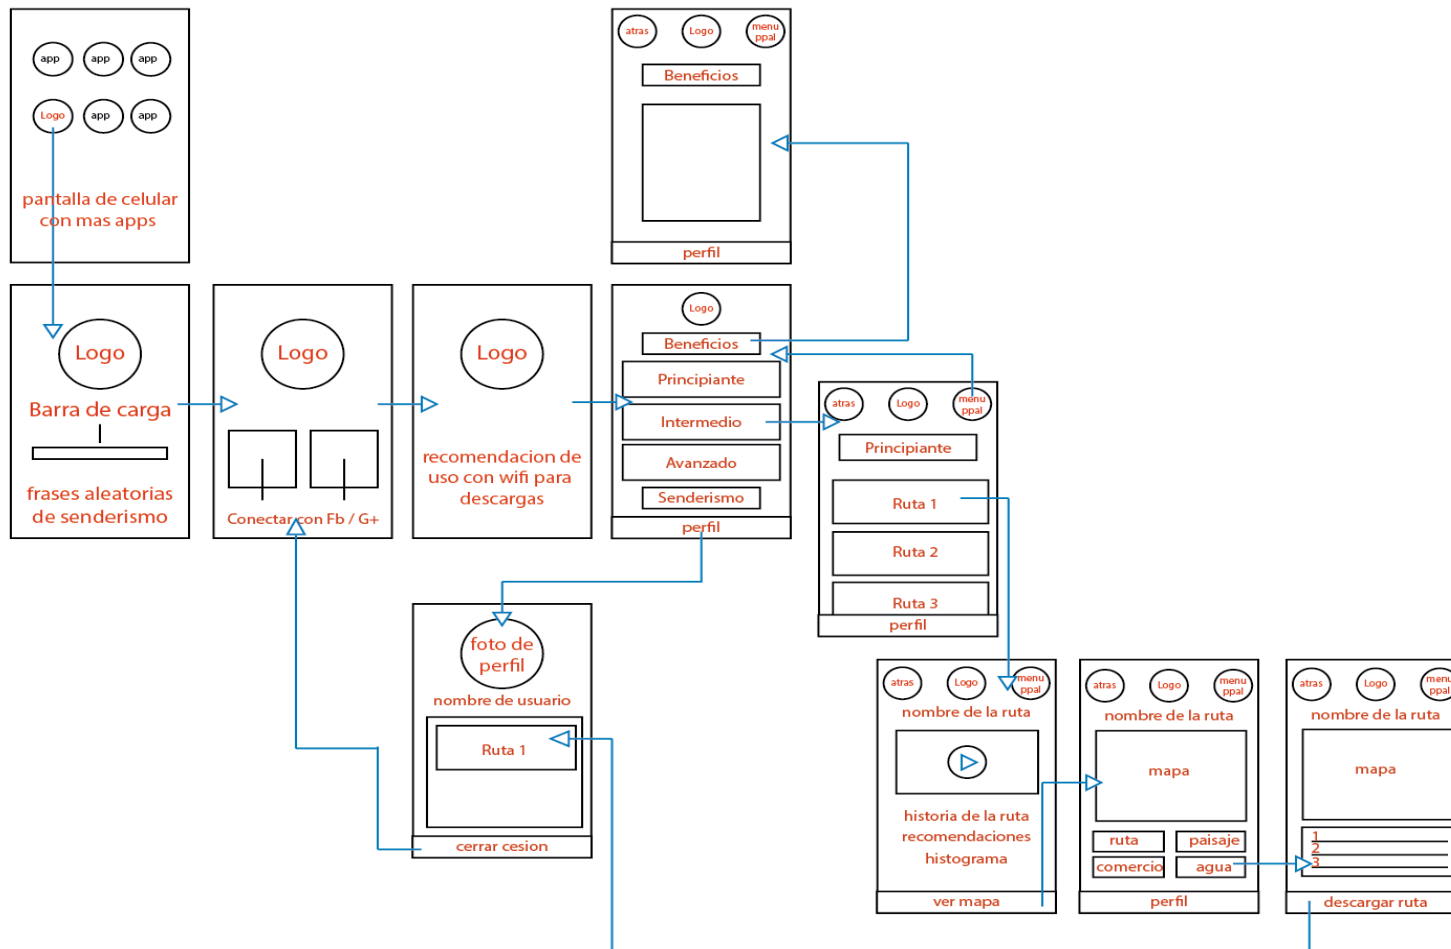 app
app
app
Logo
app
app
pantalla de celular
con mas apps
atras
Logo
menu
ppal
Beneficios
perfil
Logo
Barra de carga
frases aleatorias
de senderismo
Logo
Conectar con Fb / G+
Logo
recomendacion de
uso con wifi para
descargas
Logo
Beneficios
Principiante
Intermedio
Avanzado
Senderismo
perfil
atras
Logo
menu
ppal
Principiante
Ruta 1
Ruta 2
Ruta 3
perfil
foto de
perfil
nombre de usuario
Ruta 1
cerrar cesion
atras
Logo
menu
ppal
nombre de la ruta
historia de la ruta
recomendaciones
histograma
ver mapa
atras
Logo
menu
ppal
nombre de la ruta
mapa
ruta
paisaje
comercio
agua
perfil
atras
Logo
menu
ppal
nombre de la ruta
mapa
1
2
3
descargar ruta